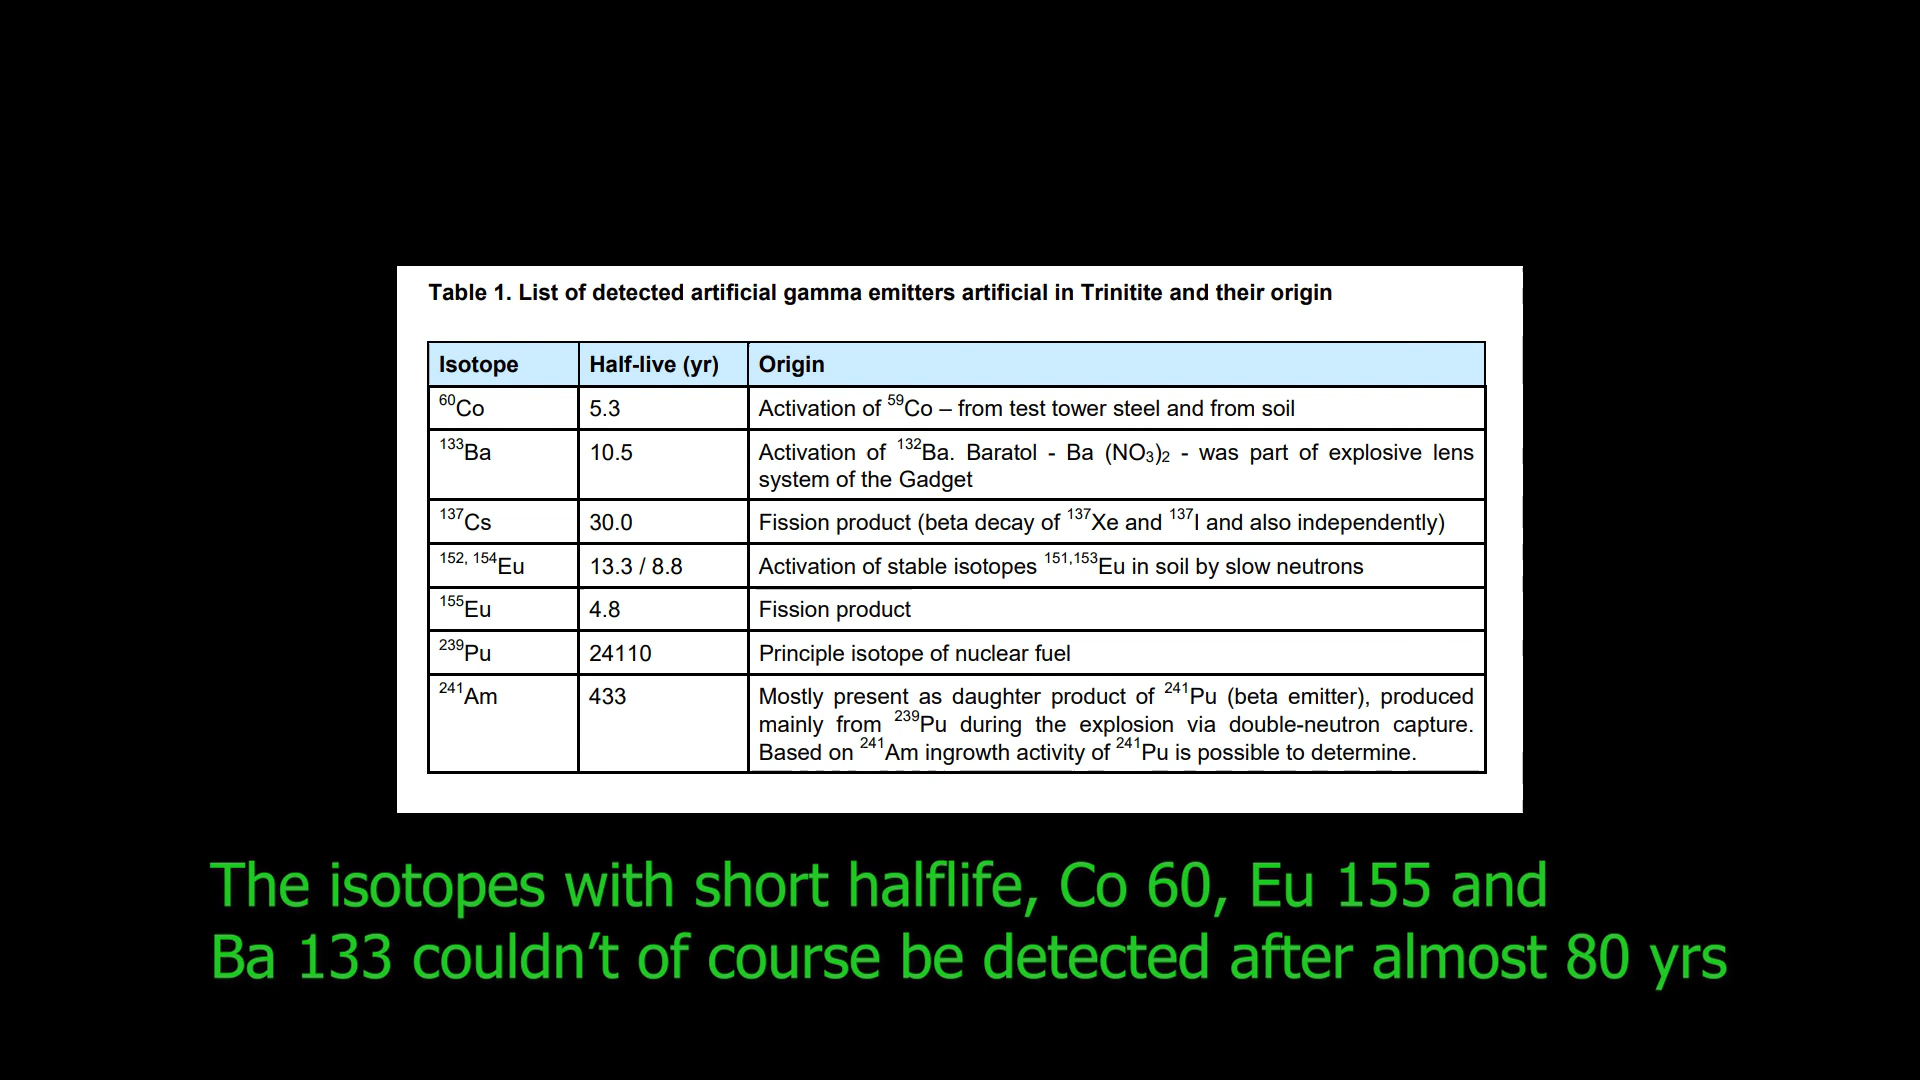 Table 1. List of detected artificial gamma emitters artificial in Trinitite and their origin
Isotope Half-live (yr) Origin
⁶⁰Co 5.3 Activation of ⁵⁹Co – from test tower steel and from soil
¹³³Ba 10.5 Activation of ¹³²Ba. Baratol - Ba (NO₃)₂ - was part of explosive lens
system of the Gadget
¹³⁷Cs 30.0 Fission product (beta decay of ¹³⁷Xe and ¹³⁷I and also independently)
¹⁵²,¹⁵⁴Eu 13.3 / 8.8 Activation of stable isotopes ¹⁵¹,¹⁵³Eu in soil by slow neutrons
¹⁵⁵Eu 4.8 Fission product
²³⁹Pu 24110 Principle isotope of nuclear fuel
²⁴¹Am 433 Mostly present as daughter product of ²⁴¹Pu (beta emitter), produced
mainly from ²³⁹Pu during the explosion via double-neutron capture.
Based on ²⁴¹Am ingrowth activity of ²⁴¹Pu is possible to determine.
The isotopes with short halflife, Co 60, Eu 155 and
Ba 133 couldn’t of course be detected after almost 80 yrs